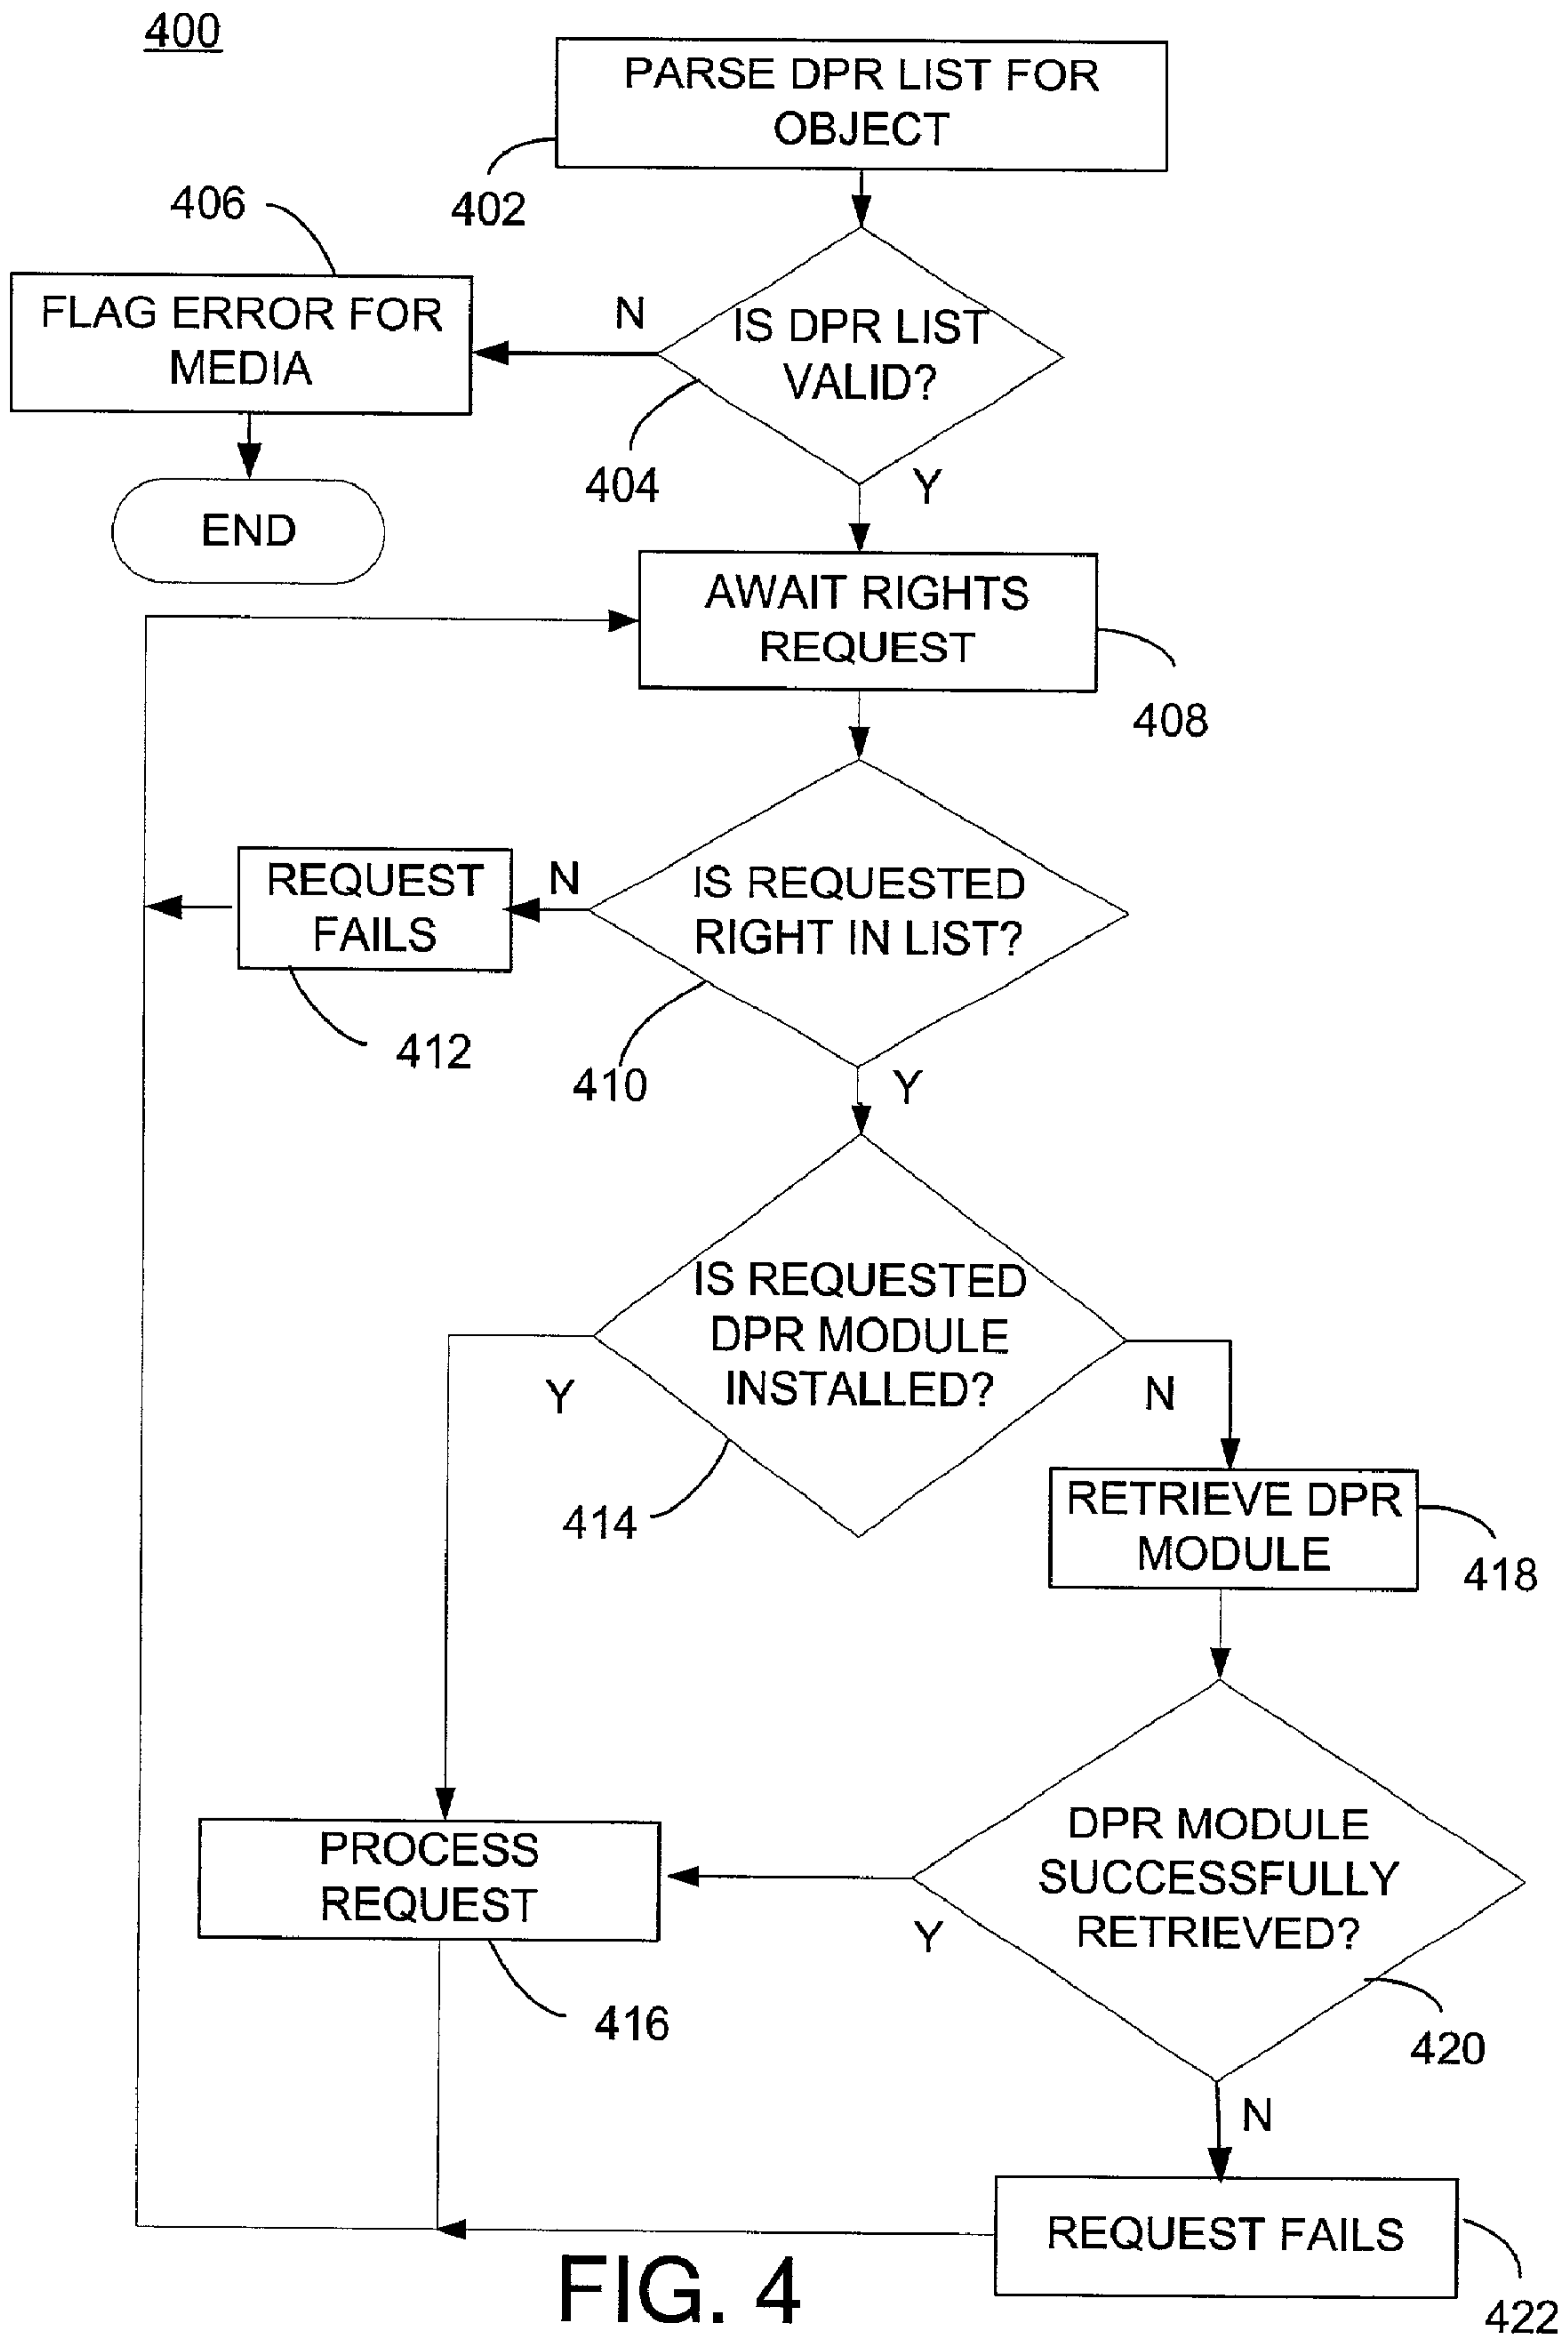 400
PARSE DPR LIST FOR
OBJECT
402
406
FLAG ERROR FOR
MEDIA
N
IS DPR LIST
VALID?
404
Y
END
AWAIT RIGHTS
REQUEST
408
REQUEST
FAILS
N
IS REQUESTED
RIGHT IN LIST?
412
410
Y
IS REQUESTED
DPR MODULE
INSTALLED?
Y
N
414
RETRIEVE DPR
MODULE
418
PROCESS
REQUEST
DPR MODULE
SUCCESSFULLY
RETRIEVED?
Y
416
420
N
REQUEST FAILS
422
FIG. 4